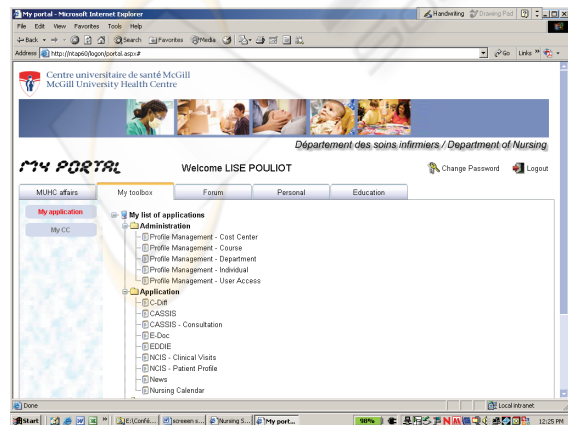 My portal - Microsoft Internet Explorer
Handwriting Drawing Pad
File Edit View Favorites Tools Help
Back Search Favorites Media
Address http://ntap60/logon/portal.aspx# Go Links
Centre universitaire de santé McGill
McGill University Health Centre
Département des soins infirmiers / Department of Nursing
MY PORTAL Welcome LISE POULIOT Change Password Logout
MUHC affairs My toolbox Forum Personal Education
My application
My CC
My list of applications
Administration
Profile Management - Cost Center
Profile Management - Course
Profile Management - Department
Profile Management - Individual
Profile Management - User Access
Application
C-Diff
CASSIS
CASSIS - Consultation
E-Doc
EDDIE
NCIS - Clinical Visits
NCIS - Patient Profile
News
Nursing Calendar
Done Local intranet
Start E:\Confé... screen s... Nursing S... My port... 98% 12:25 PM